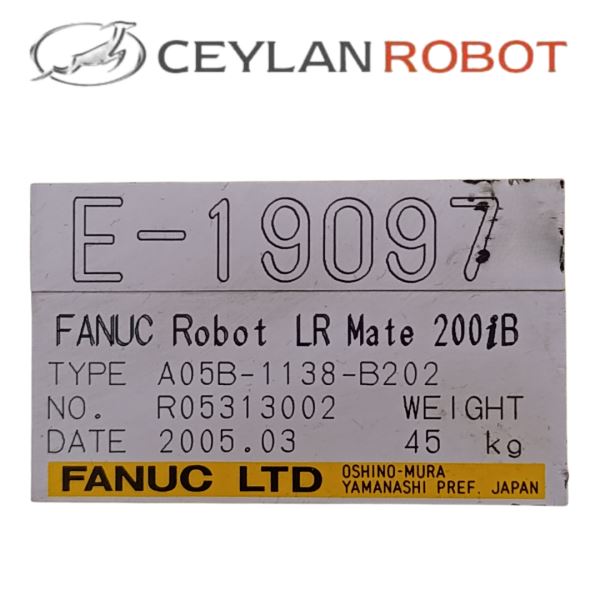 CEYLAN ROBOT
E-19097
FANUC Robot LR Mate 200iB
TYPE A05B-1138-B202
NO. R05313002 WEIGHT
DATE 2005.03 45 kg
FANUC LTD OSHINO-MURA
YAMANASHI PREF. JAPAN